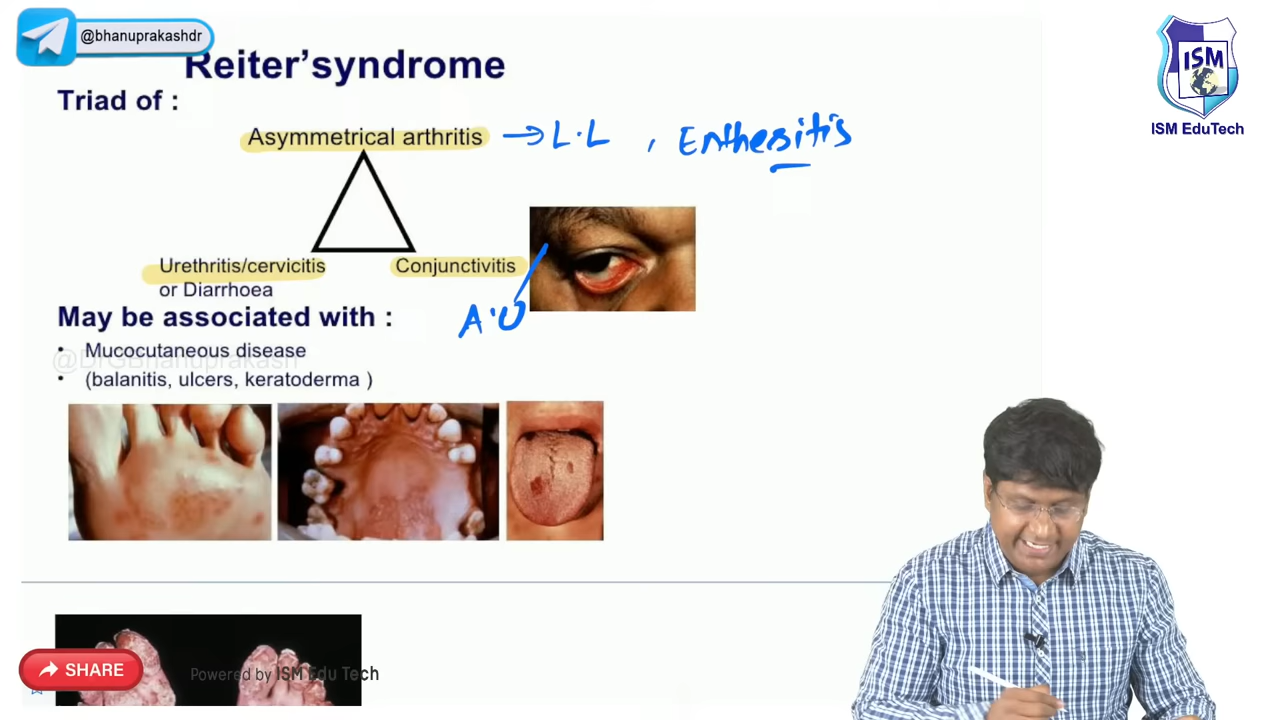 @bhanuprakashdr
Reiter'syndrome
ISM
ISM EduTech
Triad of :
Asymmetrical arthritis → L.L , Enthesitis
Urethritis/cervicitis
or Diarrhoea
Conjunctivitis
A.U
May be associated with :
• Mucocutaneous disease
@DrGBhanuprakash
• (balanitis, ulcers, keratoderma )
SHARE
Powered by ISM Edu Tech